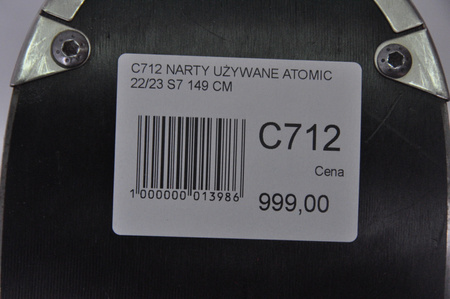 C712 NARTY UŻYWANE ATOMIC
22/23 S7 149 CM
C712
Cena
1 000000 013986
999,00